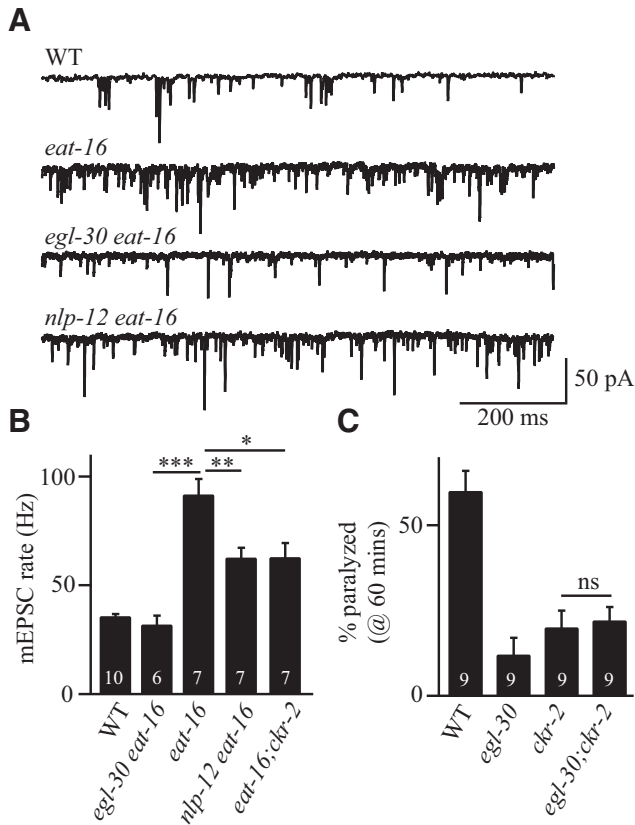 A
WT
eat-16
egl-30 eat-16
nlp-12 eat-16
50 pA
200 ms
B
mEPSC rate (Hz)
100
50
0
***
**
*
10
6
7
7
7
WT
egl-30 eat-16
eat-16
nlp-12 eat-16
eat-16;ckr-2
C
% paralyzed
(@ 60 mins)
50
0
ns
9
9
9
9
WT
egl-30
ckr-2
egl-30;ckr-2